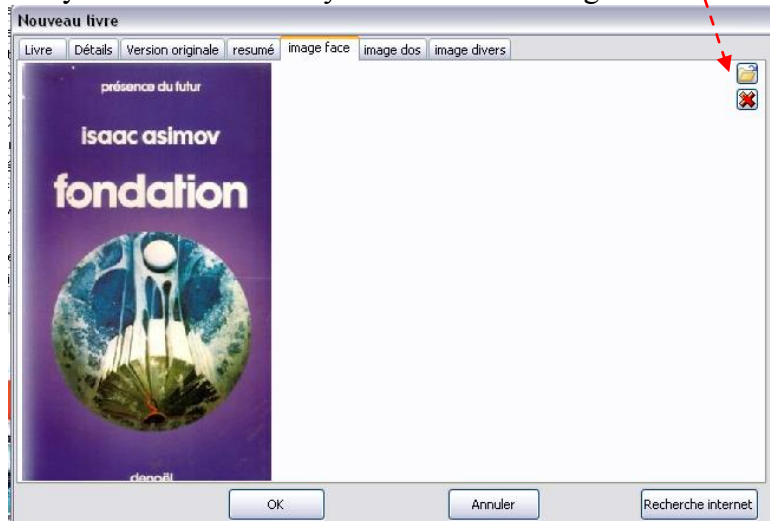 Nouveau livre
Livre Détails Version originale resumé image face image dos image divers
présence du futur
isaac asimov
fondation
denoël
OK Annuler Recherche internet